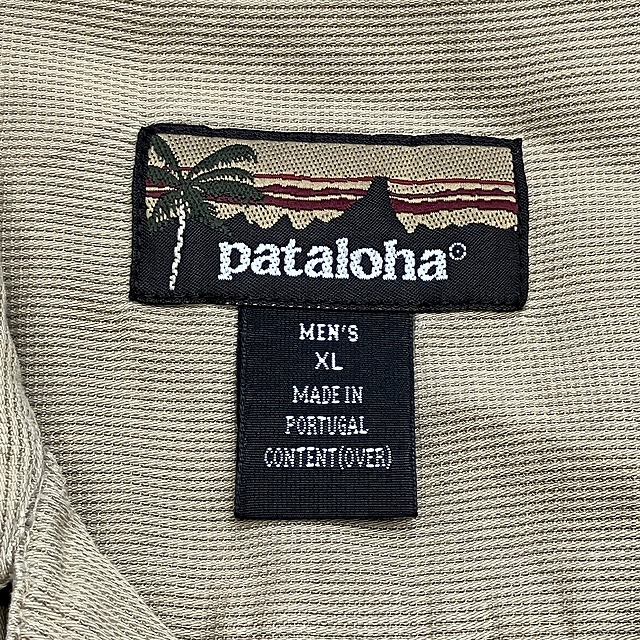 pataloha®
MEN'S
XL
MADE IN
PORTUGAL
CONTENT(OVER)